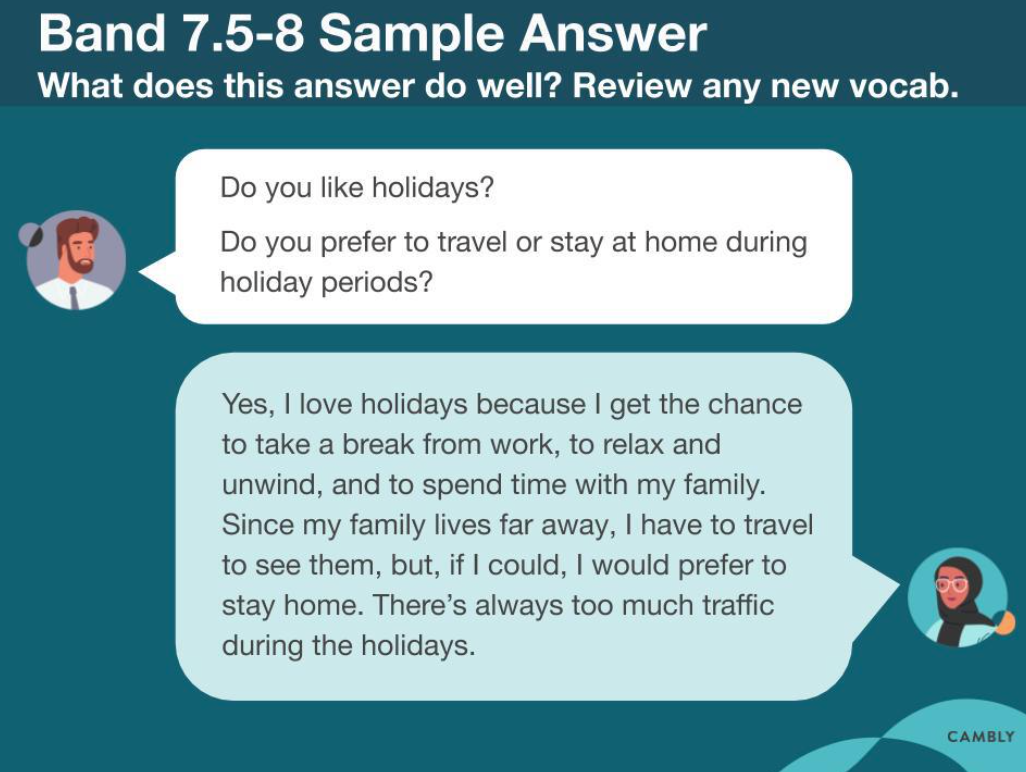 Band 7.5-8 Sample Answer
What does this answer do well? Review any new vocab.
Do you like holidays?
Do you prefer to travel or stay at home during
holiday periods?
Yes, I love holidays because I get the chance
to take a break from work, to relax and
unwind, and to spend time with my family.
Since my family lives far away, I have to travel
to see them, but, if I could, I would prefer to
stay home. There’s always too much traffic
during the holidays.
CAMBLY